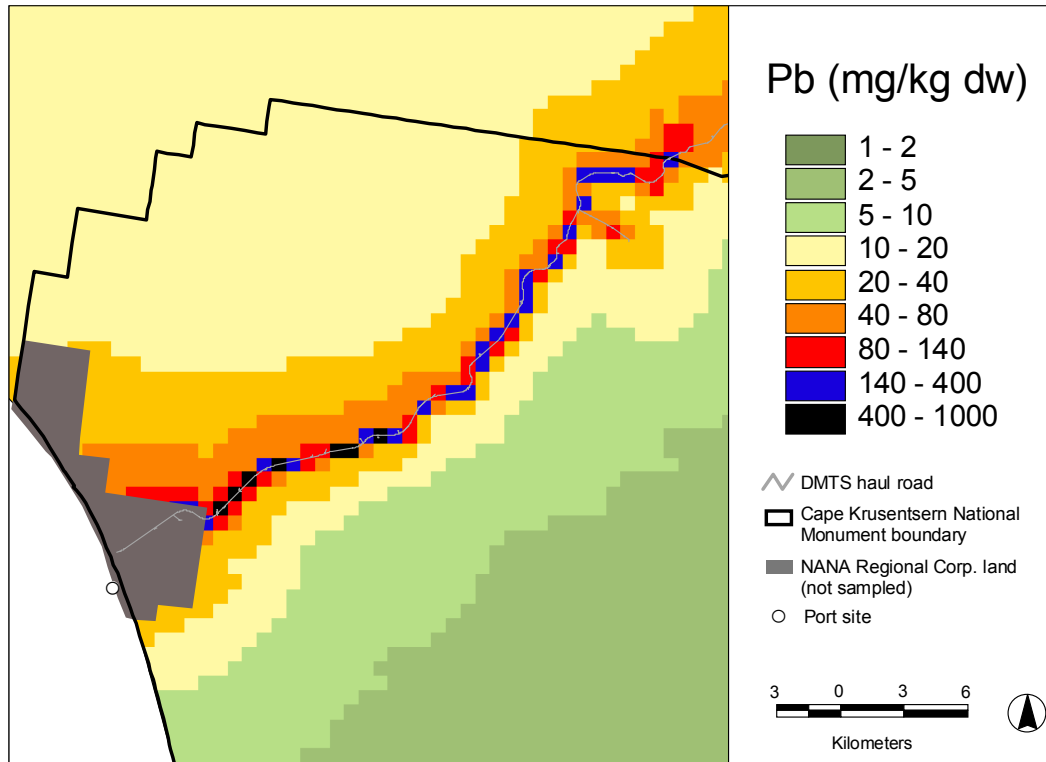 Pb (mg/kg dw)
1 - 2
2 - 5
5 - 10
10 - 20
20 - 40
40 - 80
80 - 140
140 - 400
400 - 1000
DMTS haul road
Cape Krusentsern National
Monument boundary
NANA Regional Corp. land
(not sampled)
Port site
3 0 3 6
Kilometers